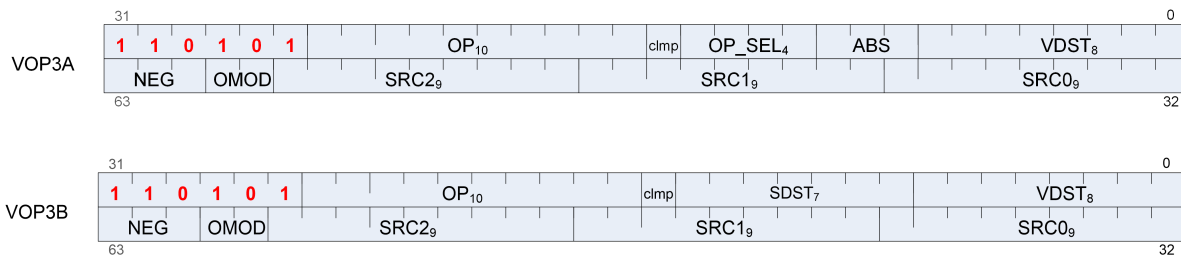 31 0
VOP3A
1 1 0 1 0 1 OP₁₀ clmp OP_SEL₄ ABS VDST₈
NEG OMOD SRC2₉ SRC1₉ SRC0₉
63 32
31 0
VOP3B
1 1 0 1 0 1 OP₁₀ clmp SDST₇ VDST₈
NEG OMOD SRC2₉ SRC1₉ SRC0₉
63 32